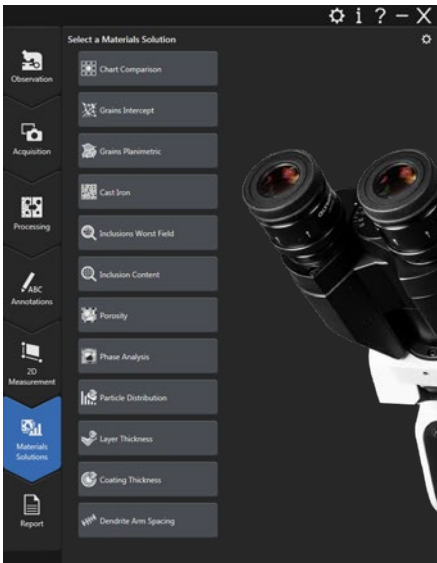 i ? – X
Select a Materials Solution
Observation
Acquisition
Processing
ABC
Annotations
2D
Measurement
Materials
Solutions
Report
Chart Comparison
Grains Intercept
Grains Planimetric
Cast Iron
Inclusions Worst Field
Inclusion Content
Porosity
Phase Analysis
Particle Distribution
Layer Thickness
Coating Thickness
Dendrite Arm Spacing